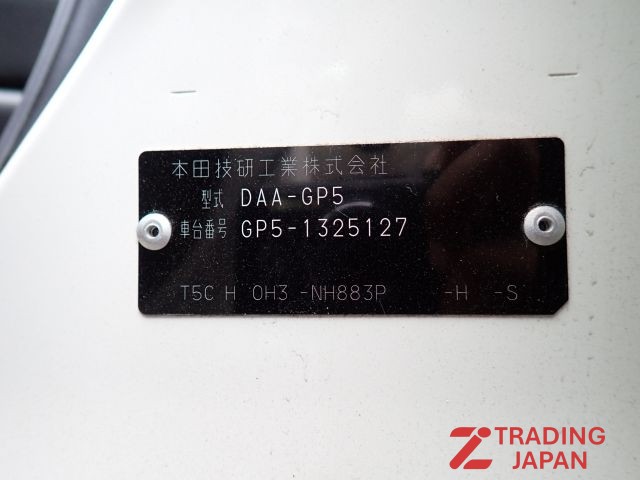 本田技研工業株式会社
型式 DAA-GP5
車台番号 GP5-1325127
T5C H 0H3 -NH883P -H -S
TRADING
JAPAN